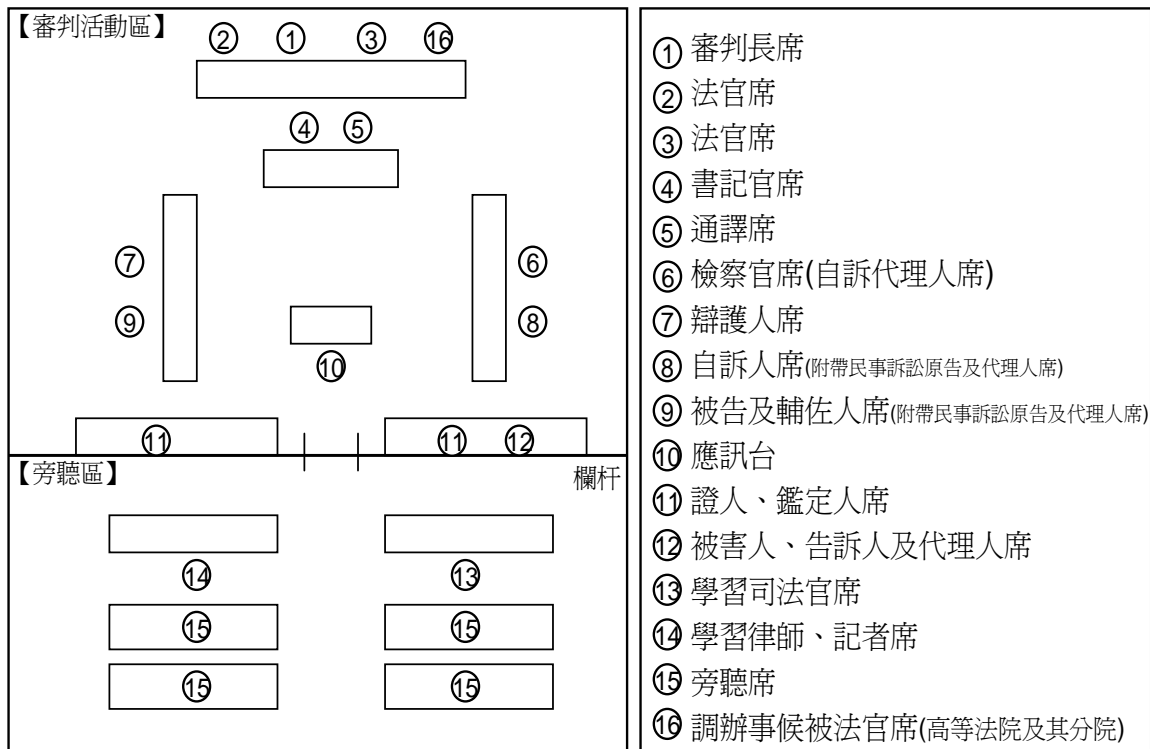 【審判活動區】
② ① ③ ⑯
④ ⑤
⑦ ⑥
⑨ ⑧
⑩
⑪ ⑪ ⑫
【旁聽區】 欄杆
⑭ ⑬
⑮ ⑮
⑮ ⑮
① 審判長席
② 法官席
③ 法官席
④ 書記官席
⑤ 通譯席
⑥ 檢察官席(自訴代理人席)
⑦ 辯護人席
⑧ 自訴人席(附帶民事訴訟原告及代理人席)
⑨ 被告及輔佐人席(附帶民事訴訟原告及代理人席)
⑩ 應訊台
⑪ 證人、鑑定人席
⑫ 被害人、告訴人及代理人席
⑬ 學習司法官席
⑭ 學習律師、記者席
⑮ 旁聽席
⑯ 調辦事候被法官席(高等法院及其分院)